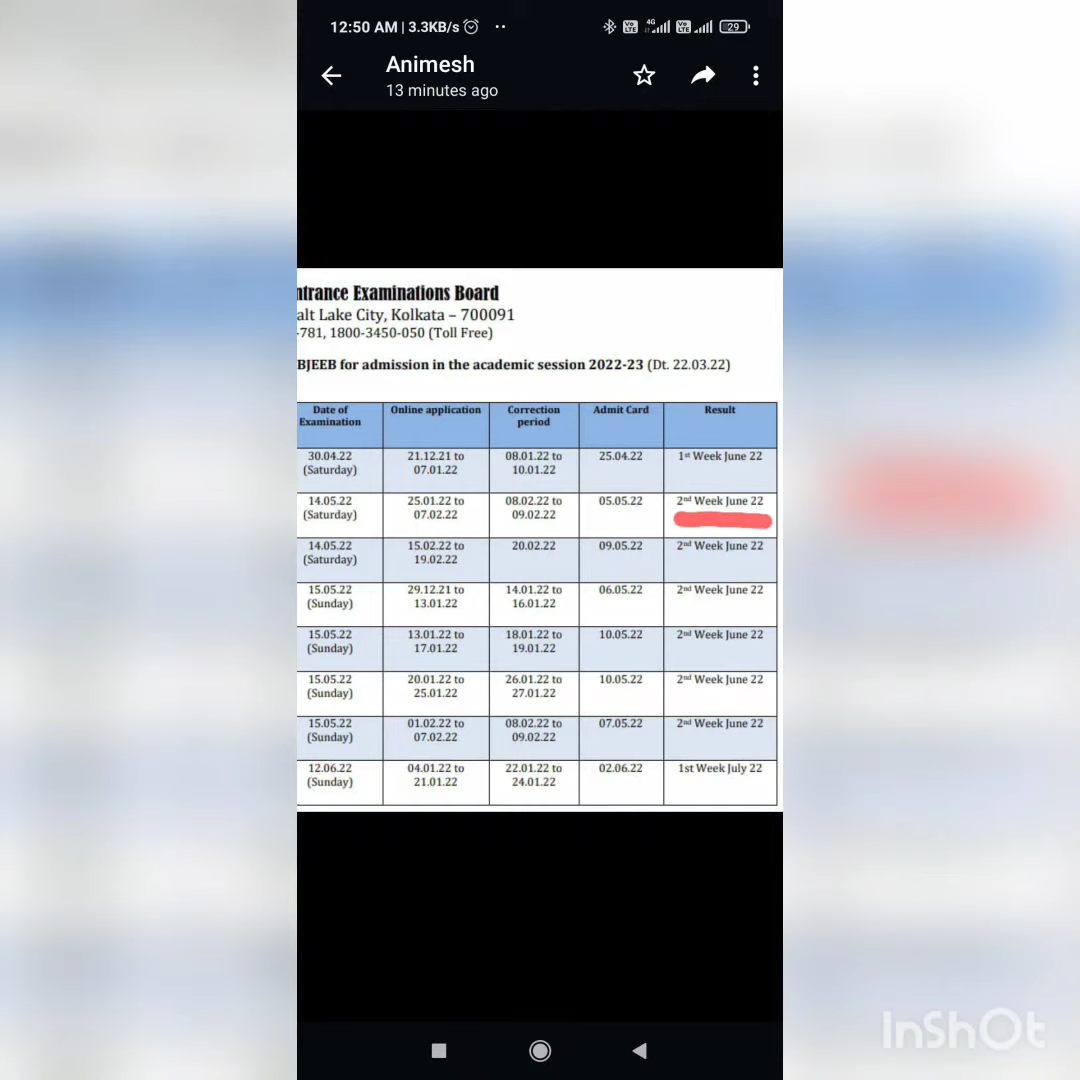 12:50 AM | 3.3KB/s
Vo LTE 4G Vo LTE 29
Animesh
13 minutes ago
ntrance Examinations Board
alt Lake City, Kolkata – 700091
-781, 1800-3450-050 (Toll Free)
BJEEB for admission in the academic session 2022-23 (Dt. 22.03.22)
Date of Examination Online application Correction period Admit Card Result
30.04.22 (Saturday) 21.12.21 to 07.01.22 08.01.22 to 10.01.22 25.04.22 1st Week June 22
14.05.22 (Saturday) 25.01.22 to 07.02.22 08.02.22 to 09.02.22 05.05.22 2nd Week June 22
14.05.22 (Saturday) 15.02.22 to 19.02.22 20.02.22 09.05.22 2nd Week June 22
15.05.22 (Sunday) 29.12.21 to 13.01.22 14.01.22 to 16.01.22 06.05.22 2nd Week June 22
15.05.22 (Sunday) 13.01.22 to 17.01.22 18.01.22 to 19.01.22 10.05.22 2nd Week June 22
15.05.22 (Sunday) 20.01.22 to 25.01.22 26.01.22 to 27.01.22 10.05.22 2nd Week June 22
15.05.22 (Sunday) 01.02.22 to 07.02.22 08.02.22 to 09.02.22 07.05.22 2nd Week June 22
12.06.22 (Sunday) 04.01.22 to 21.01.22 22.01.22 to 24.01.22 02.06.22 1st Week July 22
InShOt